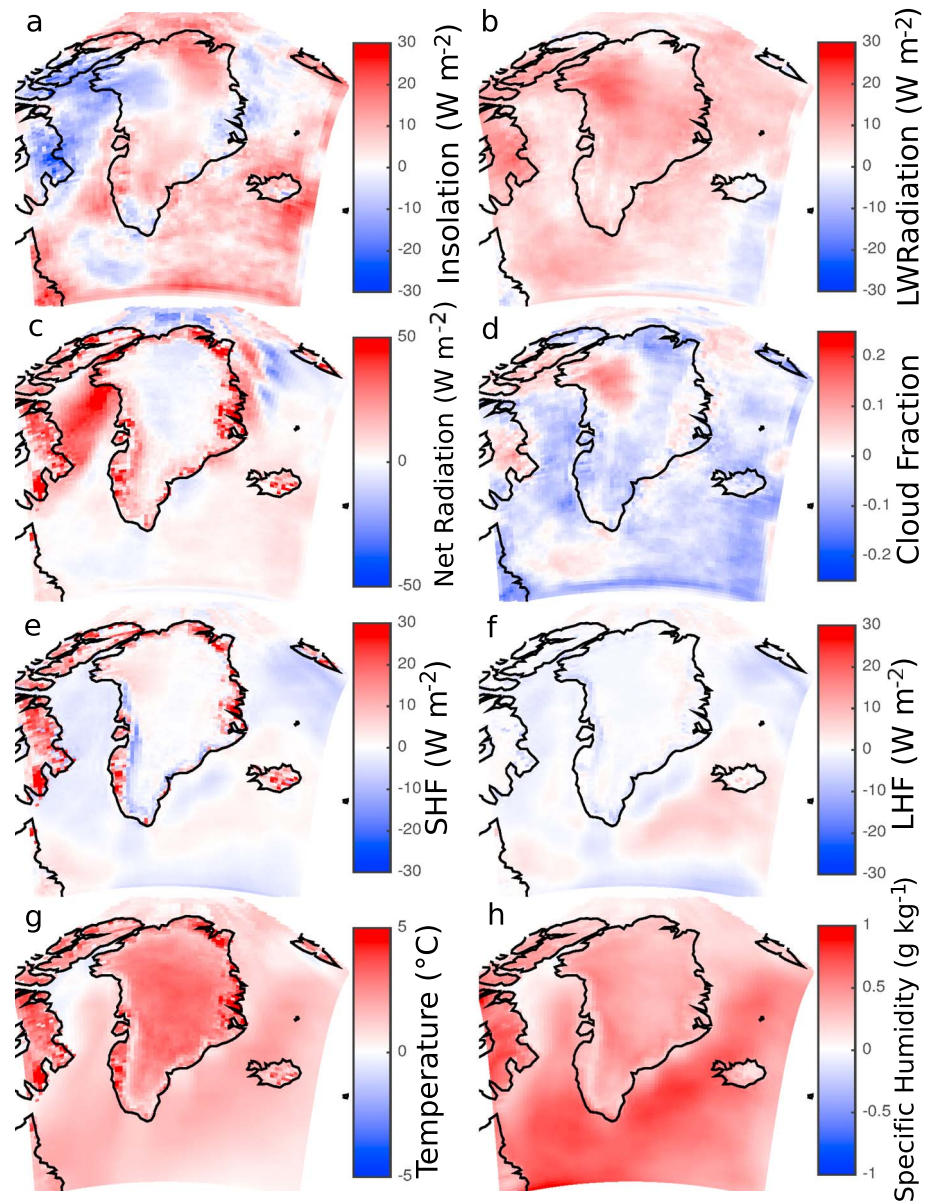 a
30
20
10
0
-10
-20
-30
Insolation (W m-2)
b
30
20
10
0
-10
-20
-30
LWRadiation (W m-2)
c
50
0
-50
Net Radiation (W m-2)
d
0.2
0.1
0
-0.1
-0.2
Cloud Fraction
e
30
20
10
0
-10
-20
-30
SHF (W m-2)
f
30
20
10
0
-10
-20
-30
LHF (W m-2)
g
5
0
-5
Temperature (°C)
h
1
0.5
0
-0.5
-1
Specific Humidity (g kg-1)